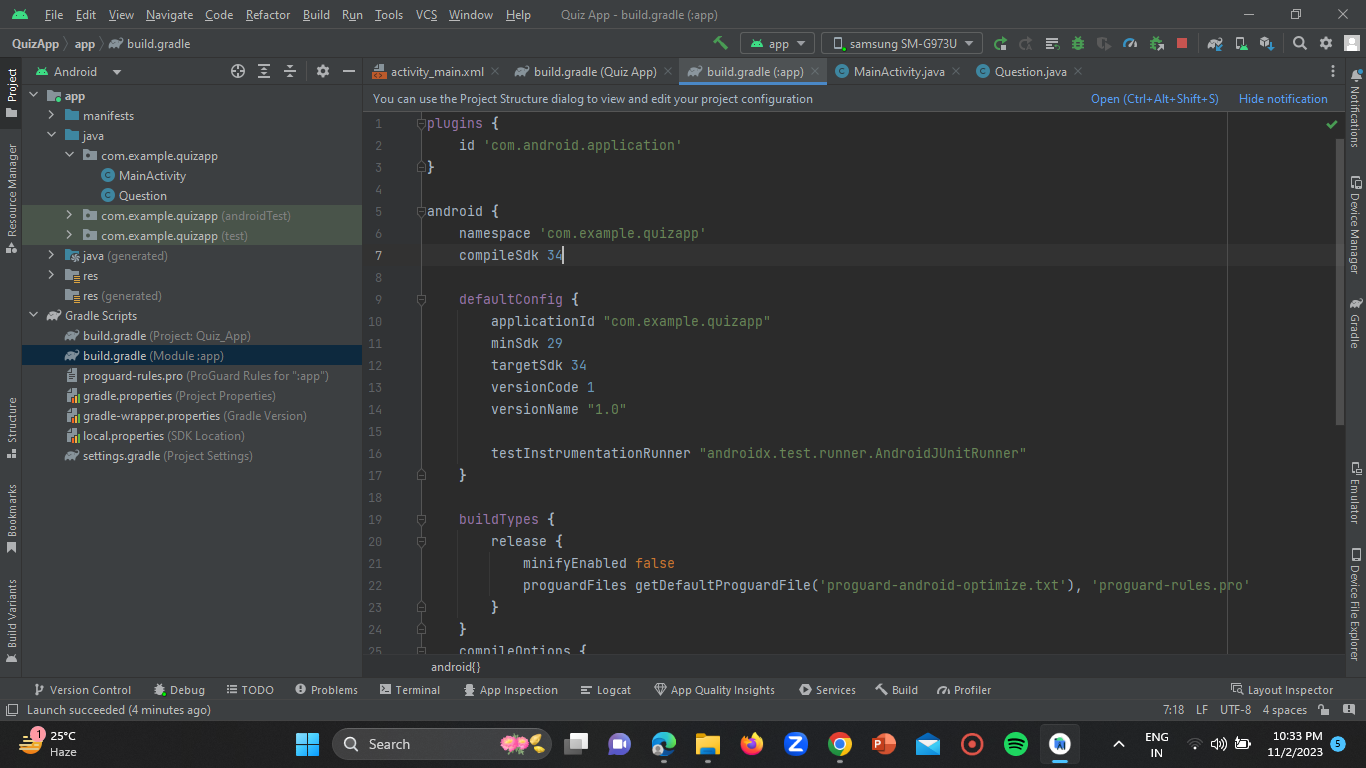 File Edit View Navigate Code Refactor Build Run Tools VCS Window Help Quiz App - build.gradle (:app)
QuizApp app build.gradle
app samsung SM-G973U
Android
activity_main.xml build.gradle (Quiz App) build.gradle (:app) MainActivity.java Question.java
You can use the Project Structure dialog to view and edit your project configuration Open (Ctrl+Alt+Shift+S) Hide notification
Project
Resource Manager
Structure
Bookmarks
Build Variants
app
manifests
java
com.example.quizapp
MainActivity
Question
com.example.quizapp (androidTest)
com.example.quizapp (test)
java (generated)
res
res (generated)
Gradle Scripts
build.gradle (Project: Quiz_App)
build.gradle (Module :app)
proguard-rules.pro (ProGuard Rules for ":app")
gradle.properties (Project Properties)
gradle-wrapper.properties (Gradle Version)
local.properties (SDK Location)
settings.gradle (Project Settings)
1 plugins {
2 id 'com.android.application'
3 }
4
5 android {
6 namespace 'com.example.quizapp'
7 compileSdk 34
8
9 defaultConfig {
10 applicationId "com.example.quizapp"
11 minSdk 29
12 targetSdk 34
13 versionCode 1
14 versionName "1.0"
15
16 testInstrumentationRunner "androidx.test.runner.AndroidJUnitRunner"
17 }
18
19 buildTypes {
20 release {
21 minifyEnabled false
22 proguardFiles getDefaultProguardFile('proguard-android-optimize.txt'), 'proguard-rules.pro'
23 }
24 }
25 compileOptions {
android{}
Notifications
Device Manager
Gradle
Emulator
Device File Explorer
Version Control Debug TODO Problems Terminal App Inspection Logcat App Quality Insights Services Build Profiler Layout Inspector
Launch succeeded (4 minutes ago) 7:18 LF UTF-8 4 spaces
1
25°C
Haze
Search
ENG
IN
10:33 PM
11/2/2023
5